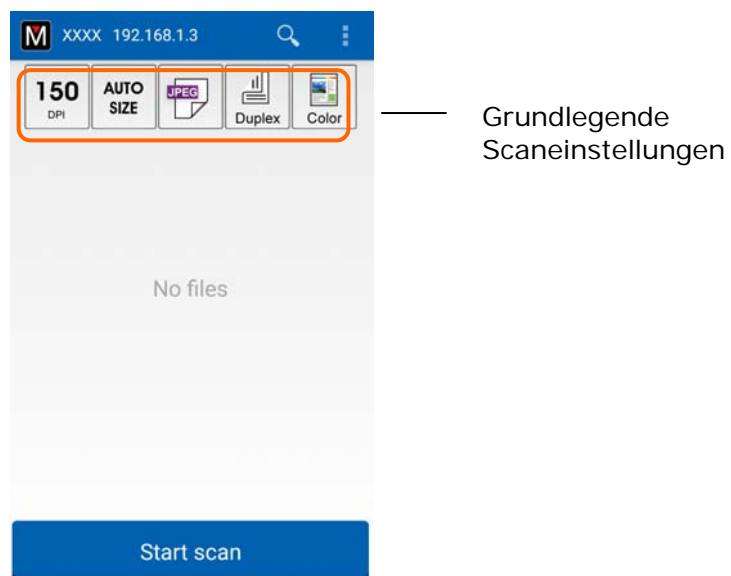 M XXXX 192.168.1.3
150 DPI
AUTO SIZE
JPEG
Duplex
Color
Grundlegende
Scaneinstellungen
No files
Start scan